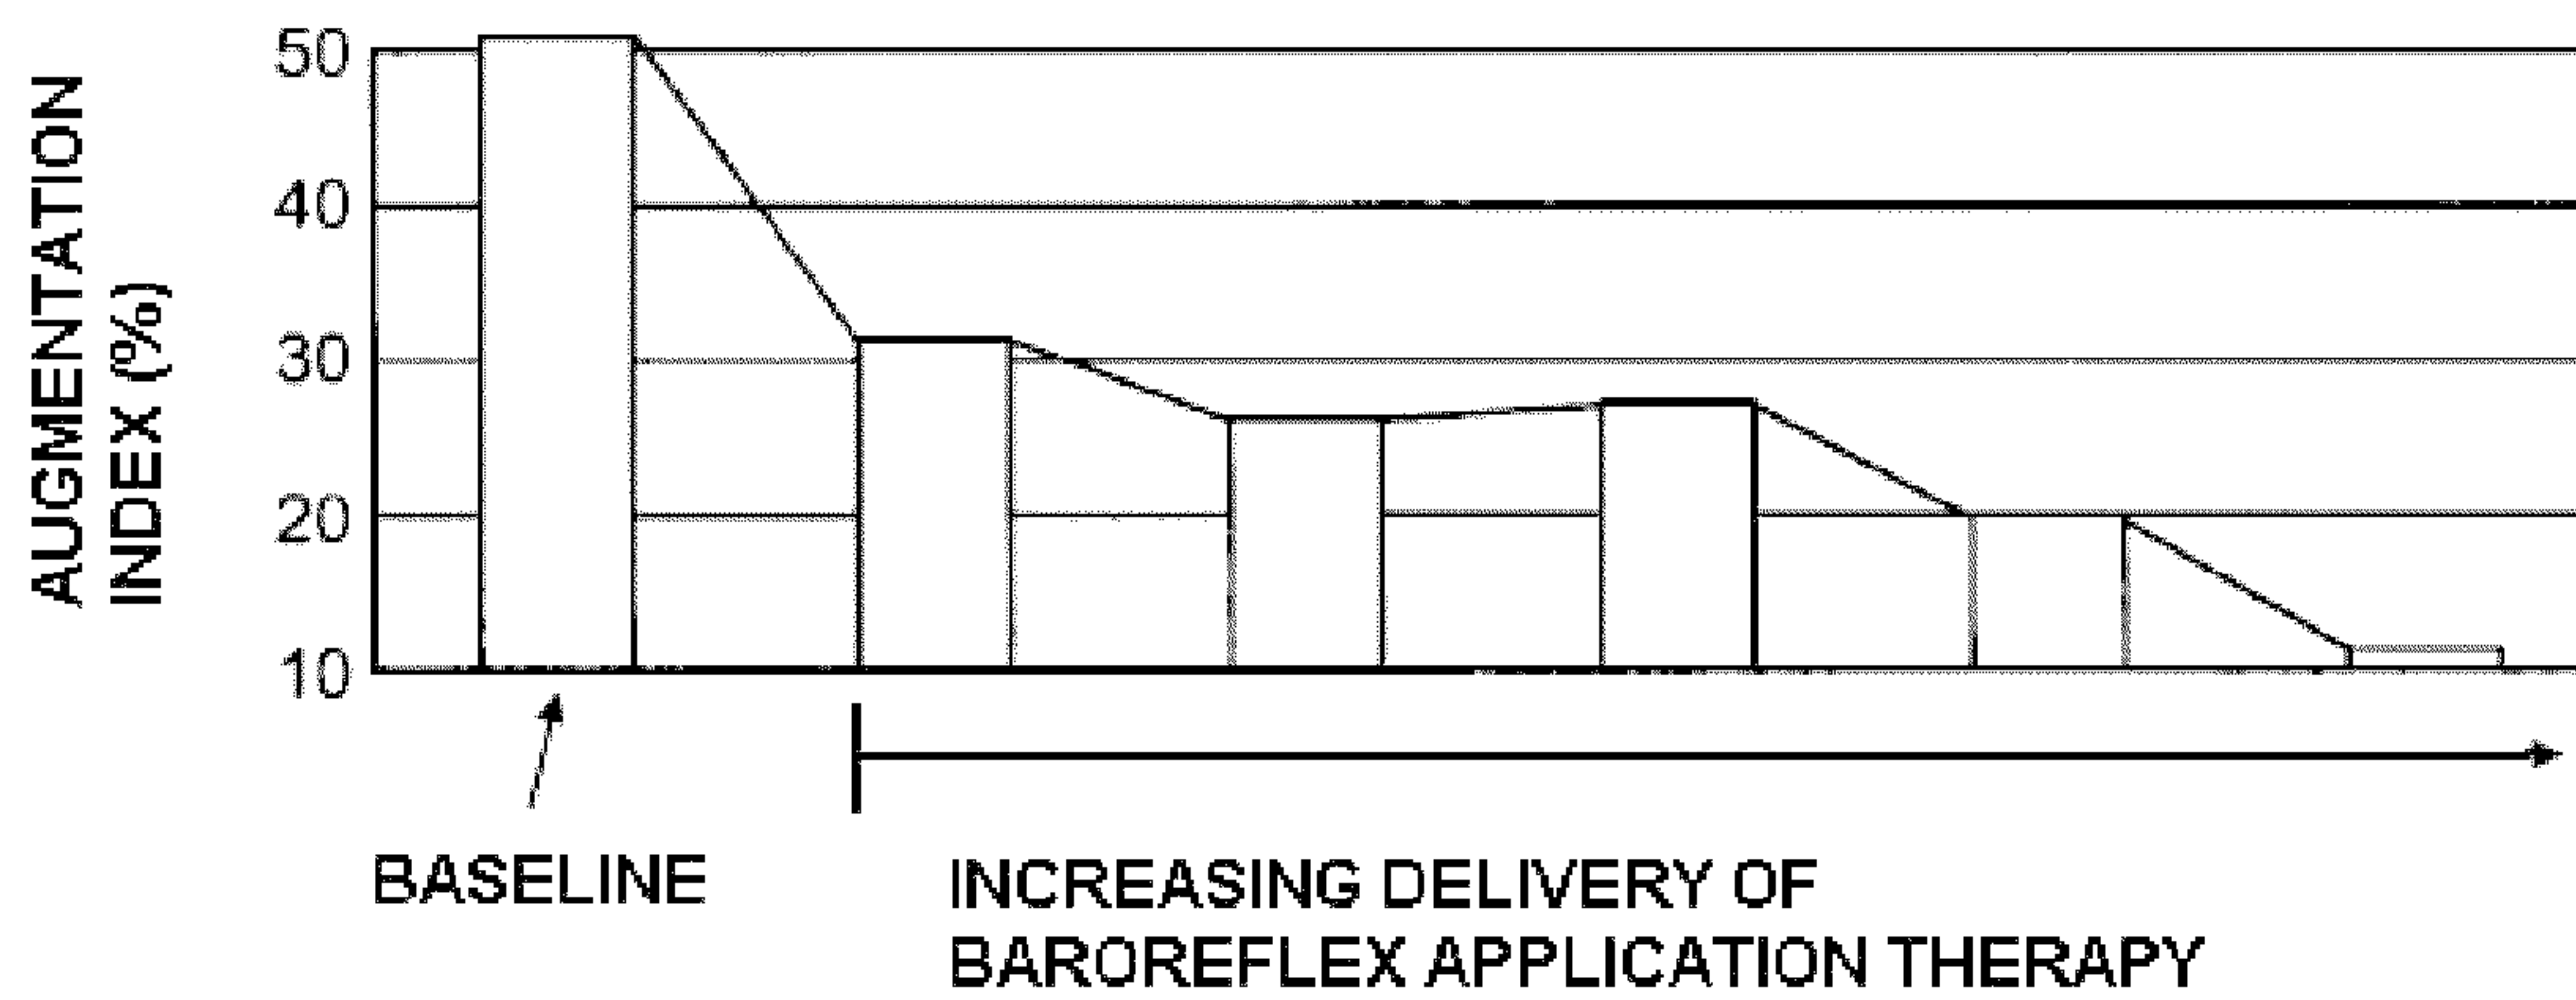 AUGMENTATION
INDEX (%)
50
40
30
20
10
BASELINE
INCREASING DELIVERY OF
BAROREFLEX APPLICATION THERAPY